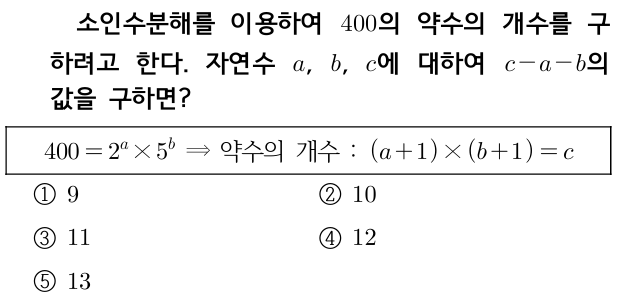 소인수분해를 이용하여 400의 약수의 개수를 구
하려고 한다. 자연수 a, b, c에 대하여 c-a-b의
값을 구하면?
400=2^a×5^b ⇒ 약수의 개수 : (a+1)×(b+1)=c
① 9 ② 10
③ 11 ④ 12
⑤ 13